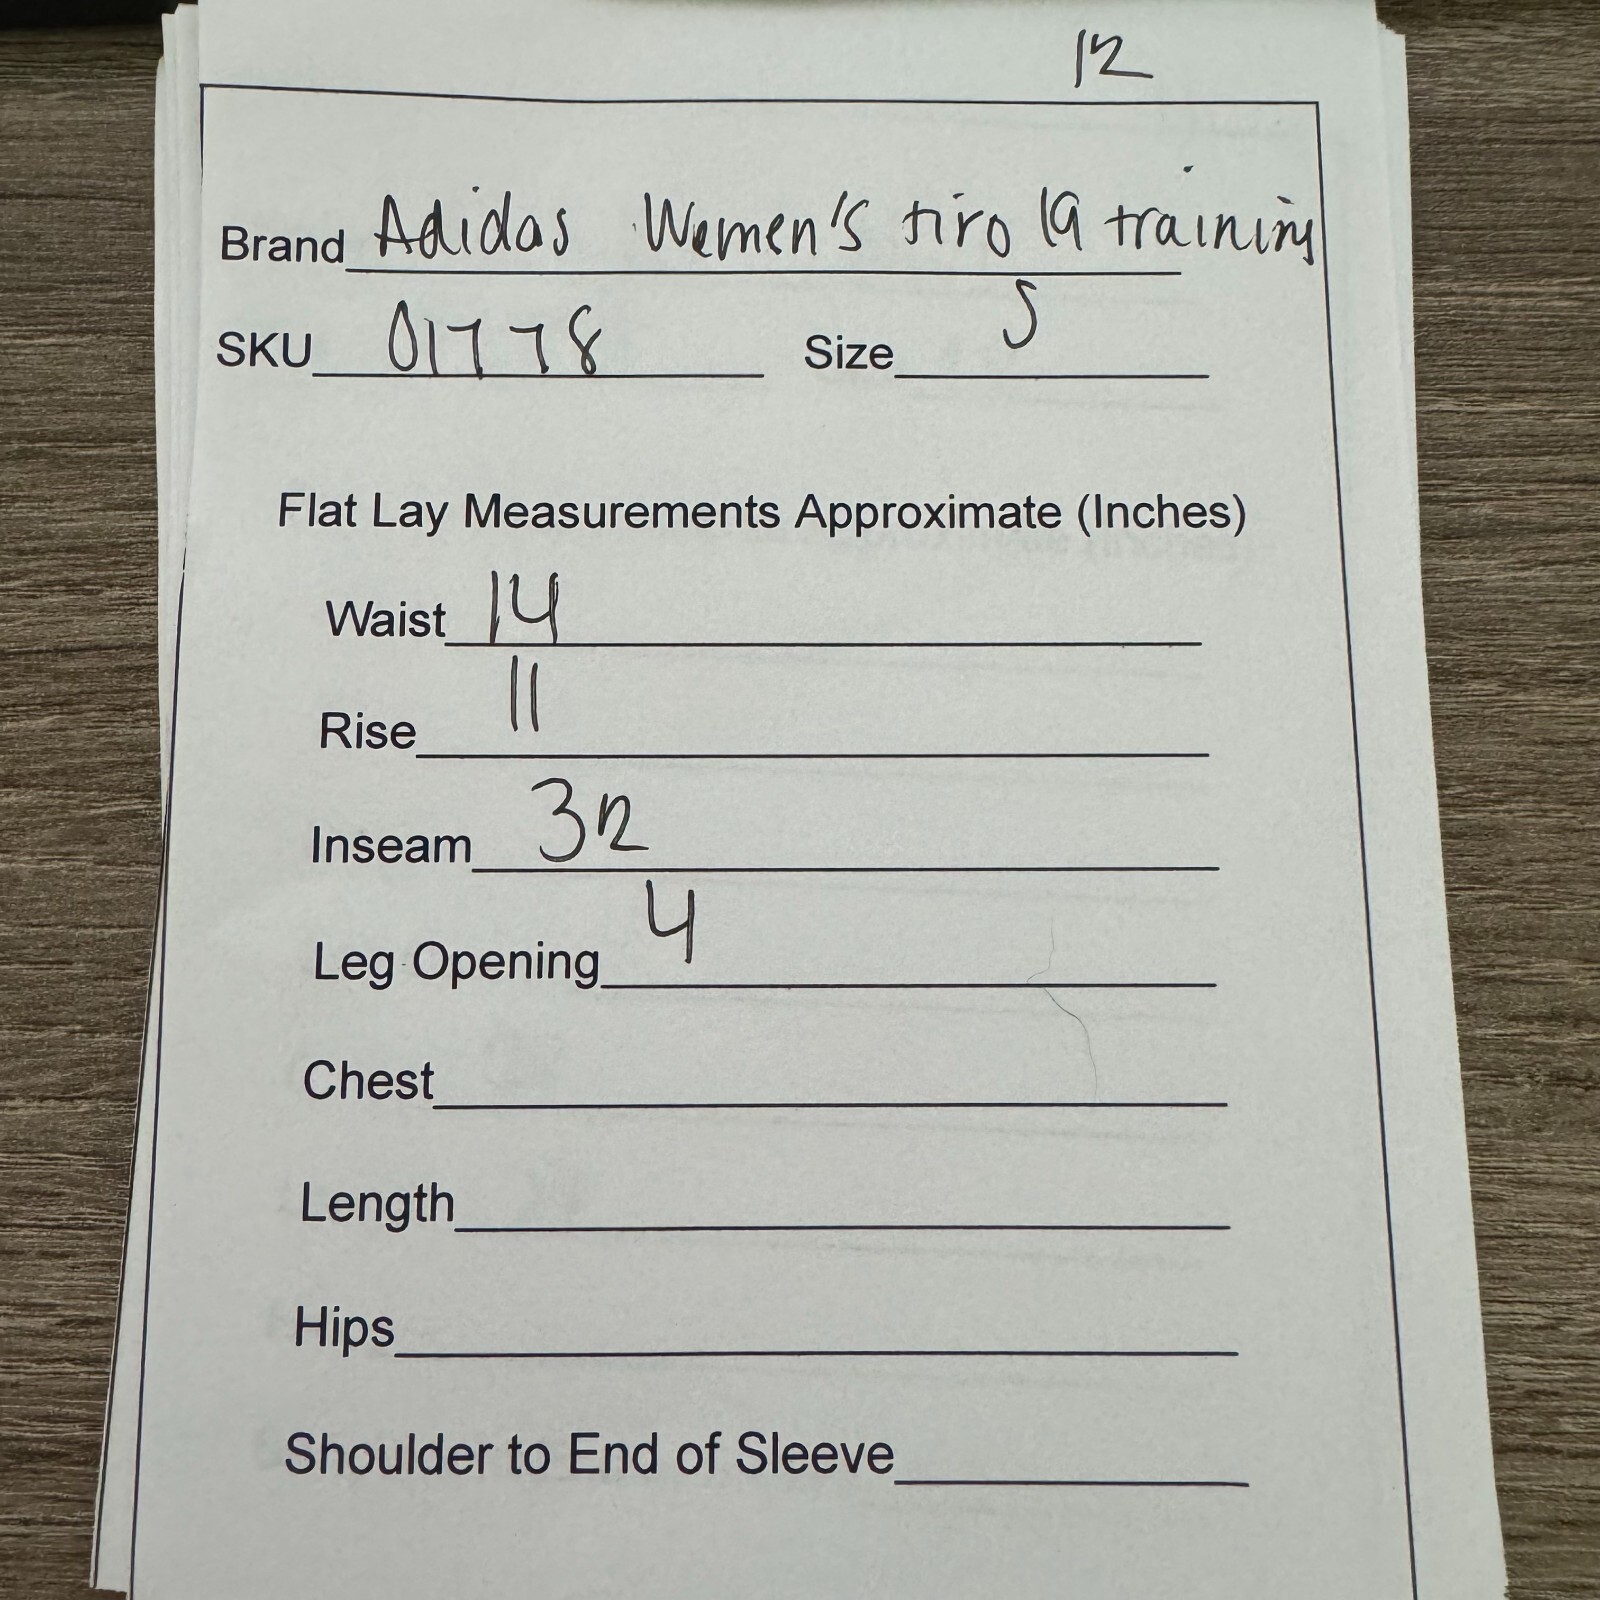 12
Brand Adidas Women's tiro 19 training
SKU 01778 Size S
Flat Lay Measurements Approximate (Inches)
Waist 14
Rise 11
Inseam 32
Leg Opening 4
Chest
Length
Hips
Shoulder to End of Sleeve